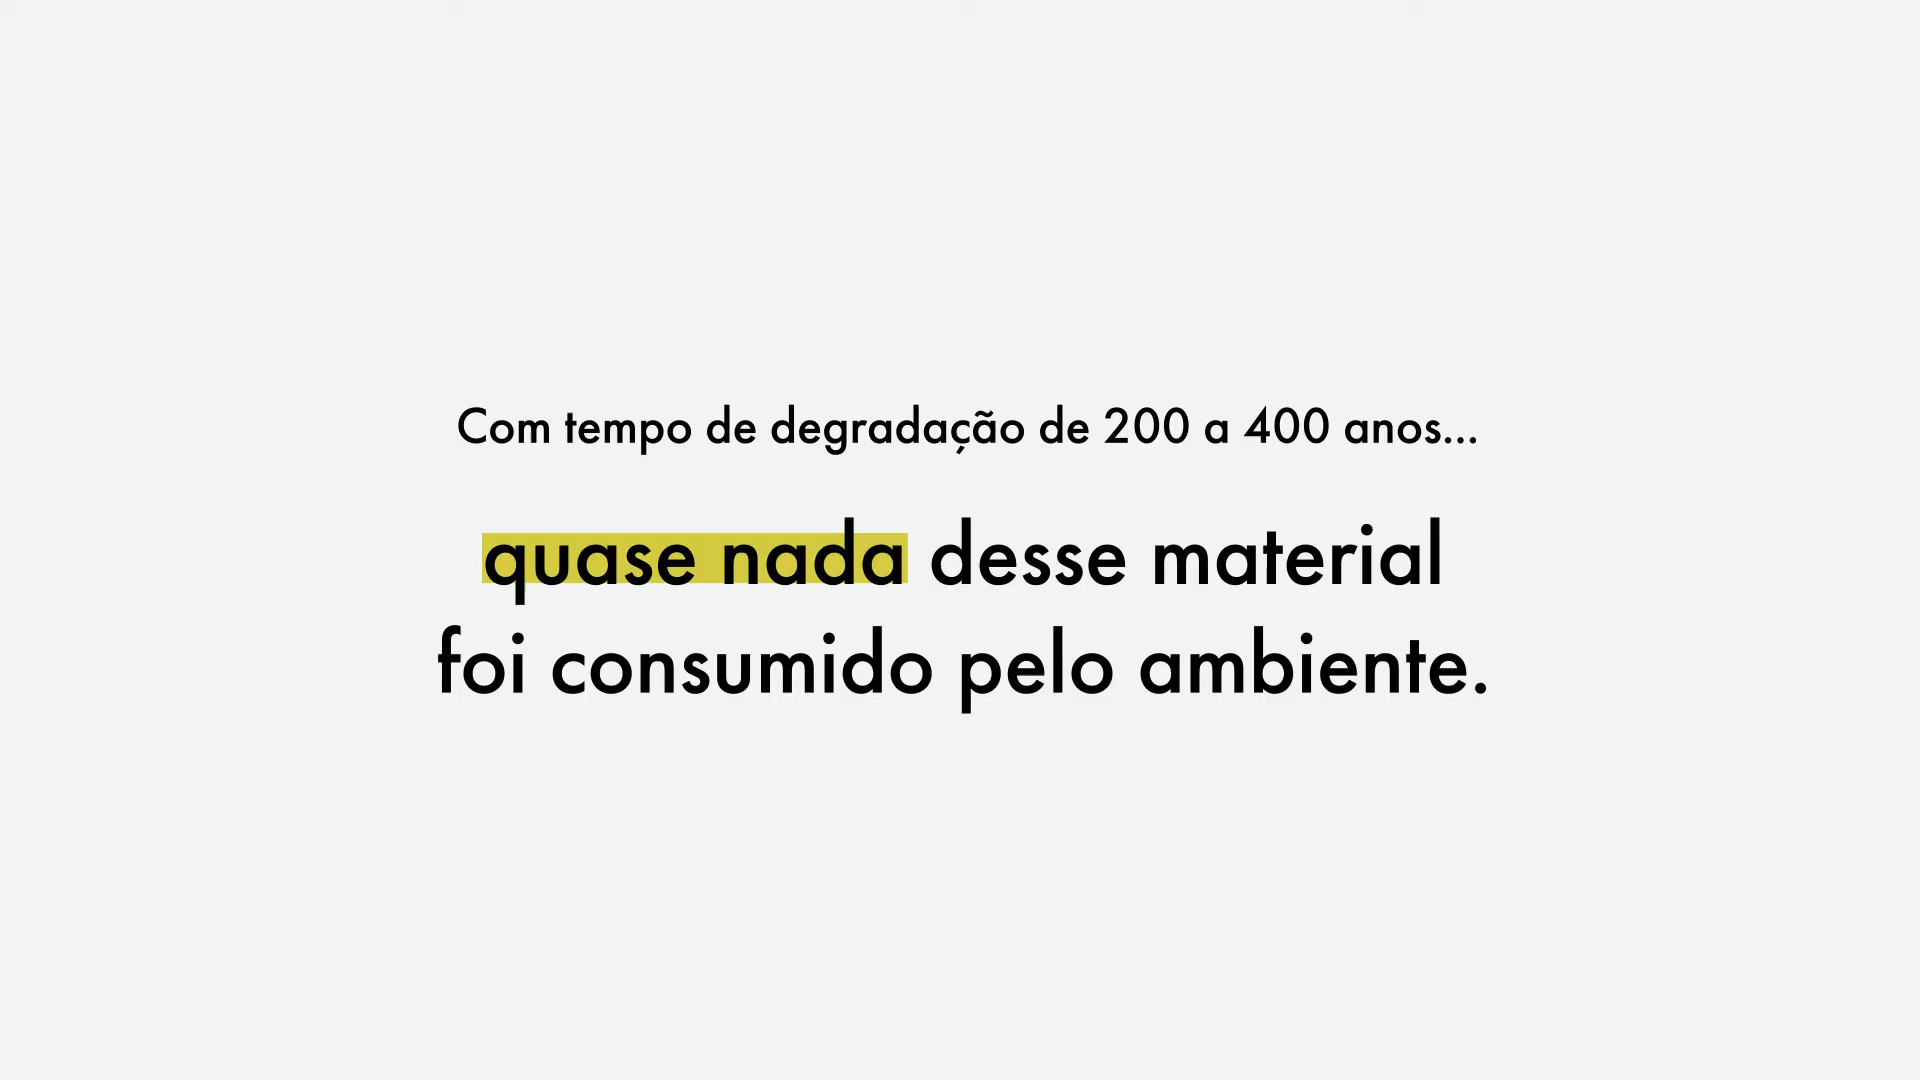 Com tempo de degradação de 200 a 400 anos...
quase nada desse material
foi consumido pelo ambiente.